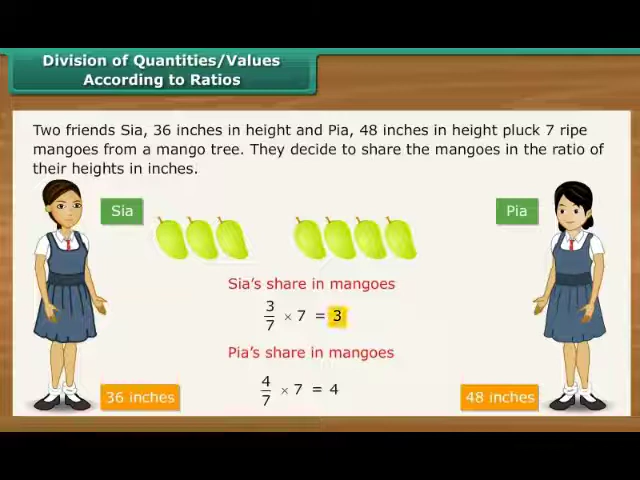 Division of Quantities/Values
According to Ratios
Two friends Sia, 36 inches in height and Pia, 48 inches in height pluck 7 ripe
mangoes from a mango tree. They decide to share the mangoes in the ratio of
their heights in inches.
Sia
Pia
Sia's share in mangoes
3/7 × 7 = 3
Pia's share in mangoes
4/7 × 7 = 4
36 inches
48 inches